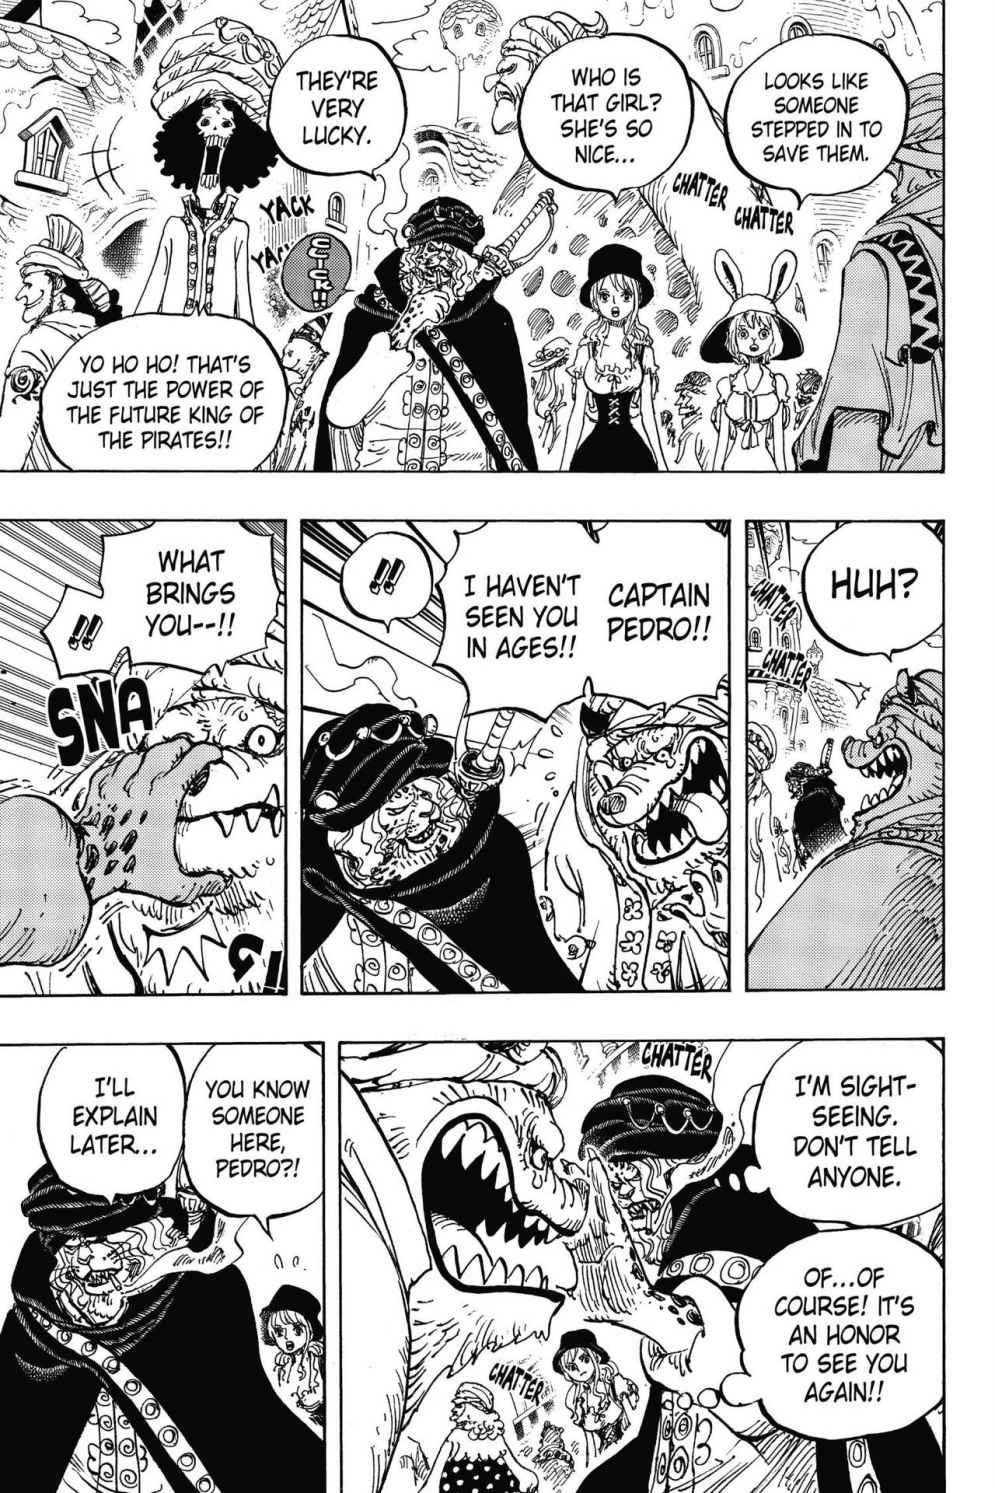 LOOKS LIKE
SOMEONE
STEPPED IN TO
SAVE THEM.
WHO IS
THAT GIRL?
SHE'S SO
NICE...
THEY'RE
VERY
LUCKY.
CHATTER
CHATTER
YACK
YACK
CLICK!!
YO HO HO! THAT'S
JUST THE POWER OF
THE FUTURE KING OF
THE PIRATES!!
HUH?
CHATTER
CHATTER
CAPTAIN
PEDRO!!
I HAVEN'T
SEEN YOU
IN AGES!!
!!
WHAT
BRINGS
YOU--!!
!!
SNA
I'M SIGHT-
SEEING.
DON'T TELL
ANYONE.
CHATTER
OF...OF
COURSE! IT'S
AN HONOR
TO SEE YOU
AGAIN!!
CHATTER
YOU KNOW
SOMEONE
HERE,
PEDRO?!
I'LL
EXPLAIN
LATER...